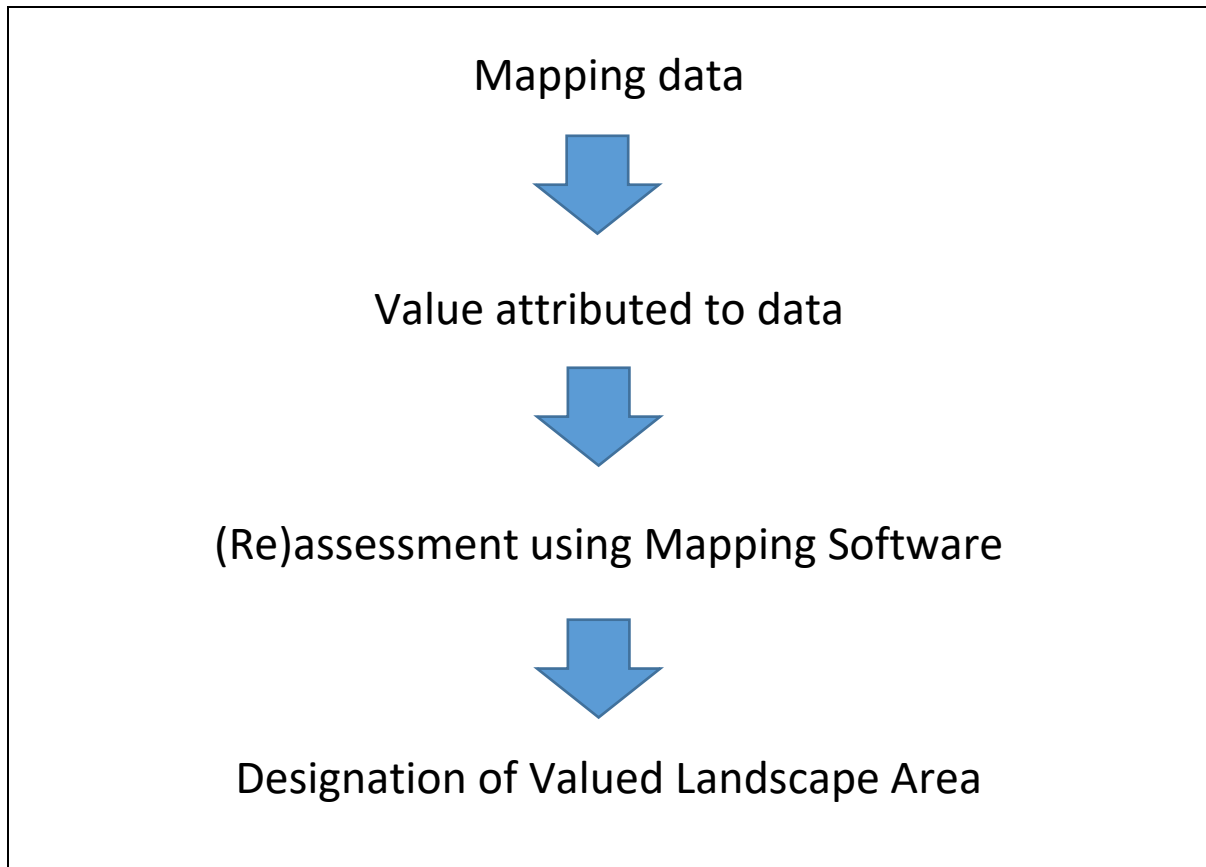 Mapping data
Value attributed to data
(Re)assessment using Mapping Software
Designation of Valued Landscape Area